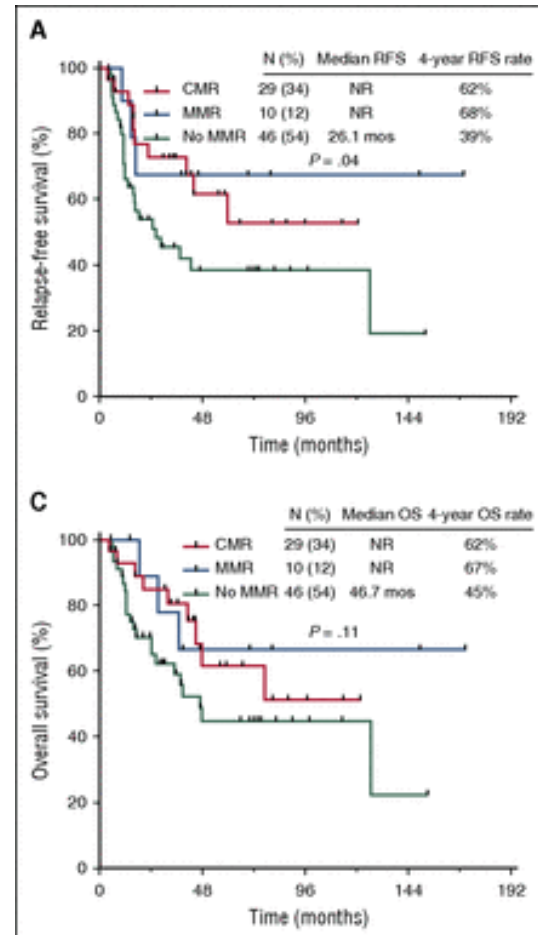 A
N (%) Median RFS 4-year RFS rate
CMR 29 (34) NR 62%
MMR 10 (12) NR 68%
No MMR 46 (54) 26.1 mos 39%
P = .04
Relapse-free survival (%)
100
80
60
40
20
0
0 48 96 144 192
Time (months)
C
N (%) Median OS 4-year OS rate
CMR 29 (34) NR 62%
MMR 10 (12) NR 67%
No MMR 46 (54) 46.7 mos 45%
P = .11
Overall survival (%)
100
80
60
40
20
0
0 48 96 144 192
Time (months)